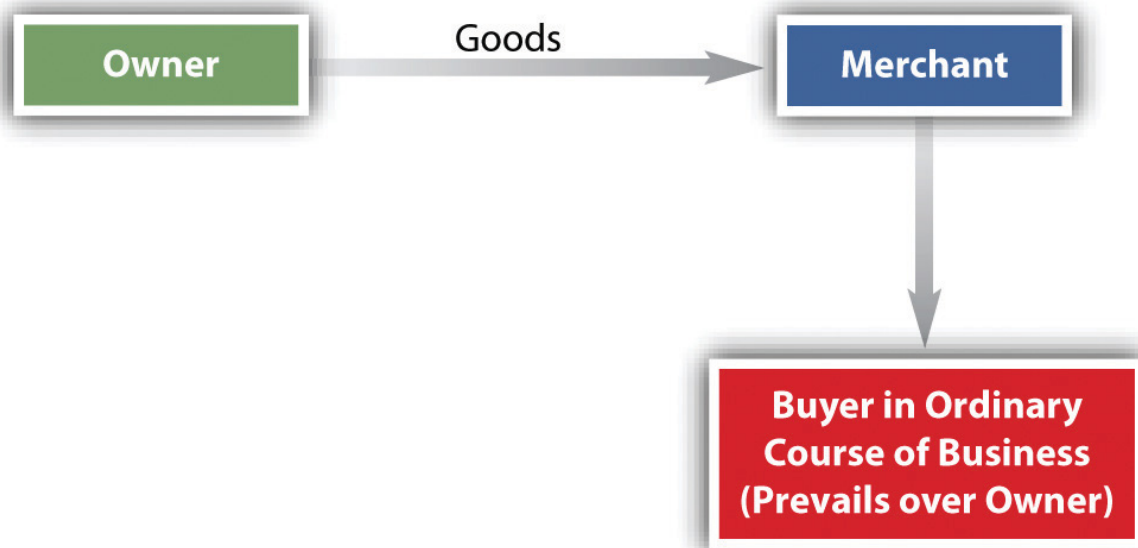 Owner
Goods
Merchant
Buyer in Ordinary
Course of Business
(Prevails over Owner)